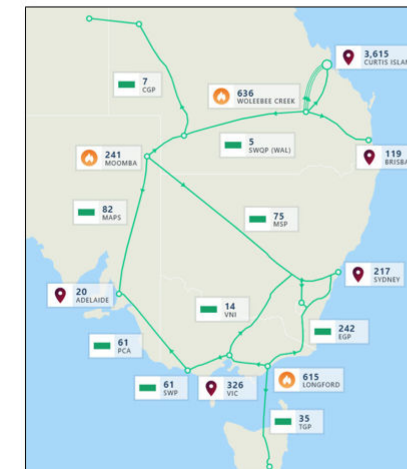 3,615
CURTIS ISLAN
7
CGP
636
WOLEEBEE CREEK
5
SWQP (WAL)
119
BRISBA
241
MOOMBA
82
MAPS
75
MSP
217
SYDNEY
20
ADELAIDE
14
VNI
61
PCA
242
EGP
61
SWP
326
VIC
615
LONGFORD
35
TGP